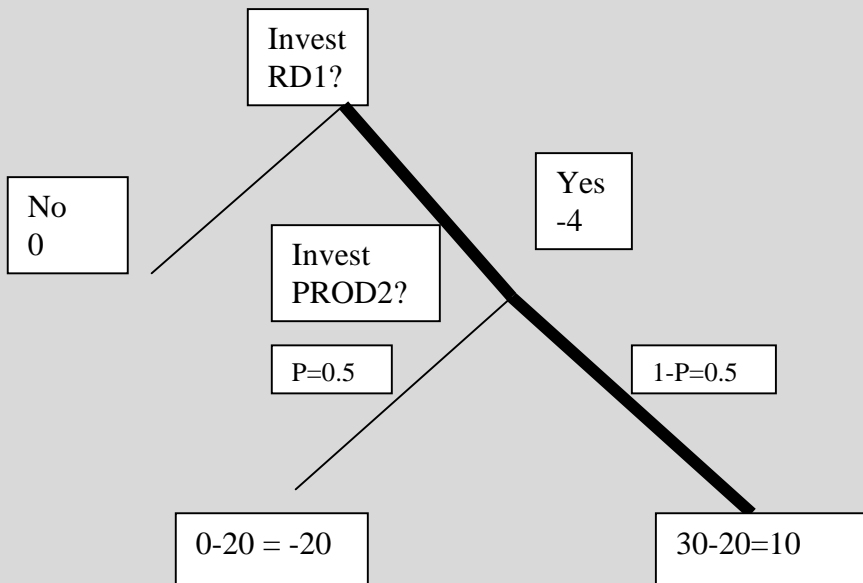 Invest
RD1?
Yes
-4
No
0
Invest
PROD2?
P=0.5
1-P=0.5
0-20 = -20
30-20=10